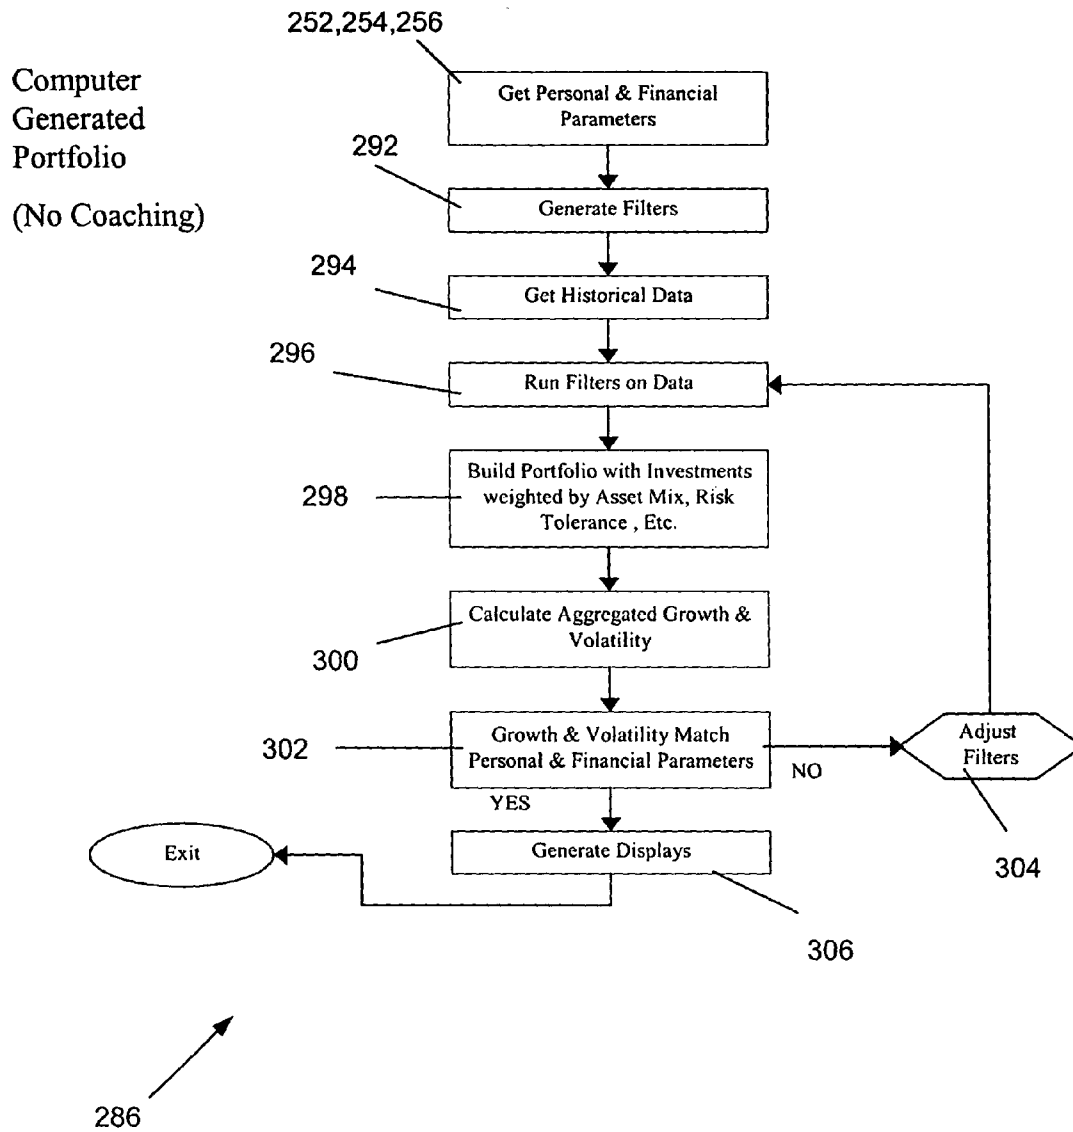 252,254,256
Computer
Generated
Portfolio
(No Coaching)
Get Personal & Financial
Parameters
292
Generate Filters
294
Get Historical Data
296
Run Filters on Data
298
Build Portfolio with Investments
weighted by Asset Mix, Risk
Tolerance , Etc.
300
Calculate Aggregated Growth &
Volatility
302
Growth & Volatility Match
Personal & Financial Parameters
NO
Adjust
Filters
304
YES
Generate Displays
306
Exit
286